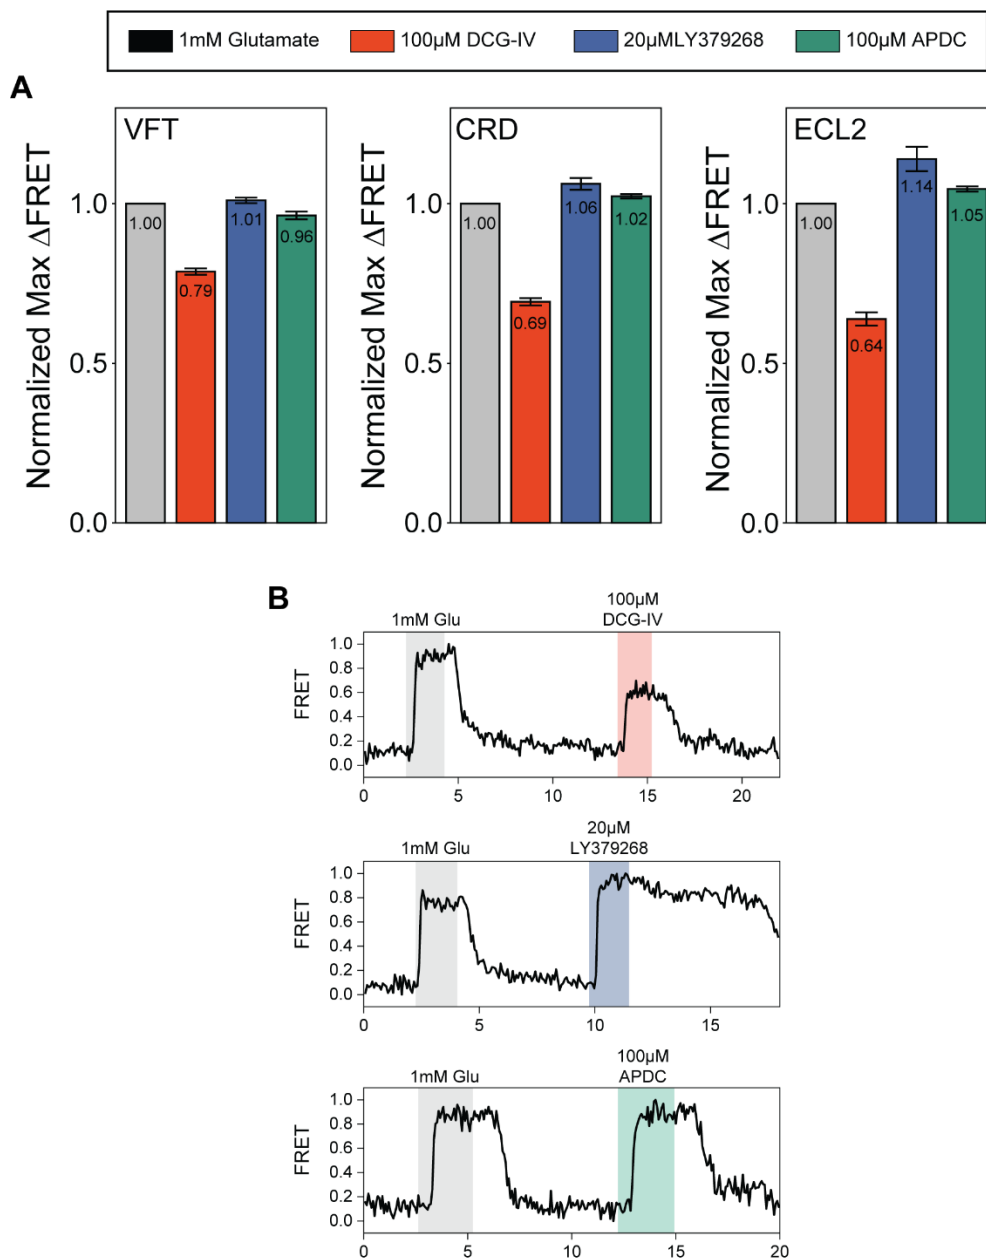 1mM Glutamate 100µM DCG-IV 20µMLY379268 100µM APDC
A
VFT
Normalized Max ΔFRET
1.0
0.5
0.0
1.00
0.79
1.01
0.96
CRD
Normalized Max ΔFRET
1.0
0.5
0.0
1.00
0.69
1.06
1.02
ECL2
Normalized Max ΔFRET
1.0
0.5
0.0
1.00
0.64
1.14
1.05
B
1mM Glu
100µM
DCG-IV
FRET
1.0
0.8
0.6
0.4
0.2
0.0
0 5 10 15 20
1mM Glu
20µM
LY379268
FRET
1.0
0.8
0.6
0.4
0.2
0.0
0 5 10 15
1mM Glu
100µM
APDC
FRET
1.0
0.8
0.6
0.4
0.2
0.0
0 5 10 15 20